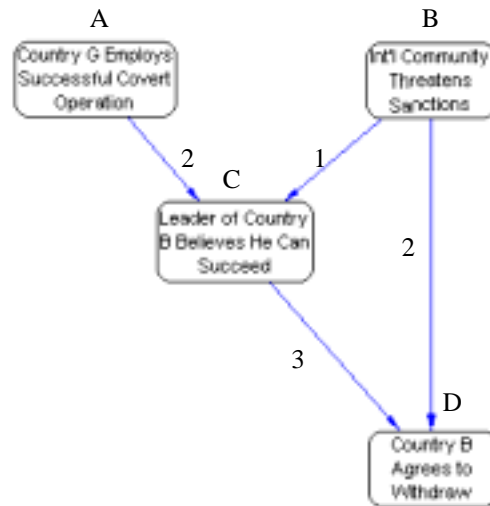 A
B
Country G Employs
Successful Covert
Operation
Int'l Community
Threatens
Sanctions
2
1
C
Leader of Country
B Believes He Can
Succeed
2
3
D
Country B
Agrees to
Withdraw